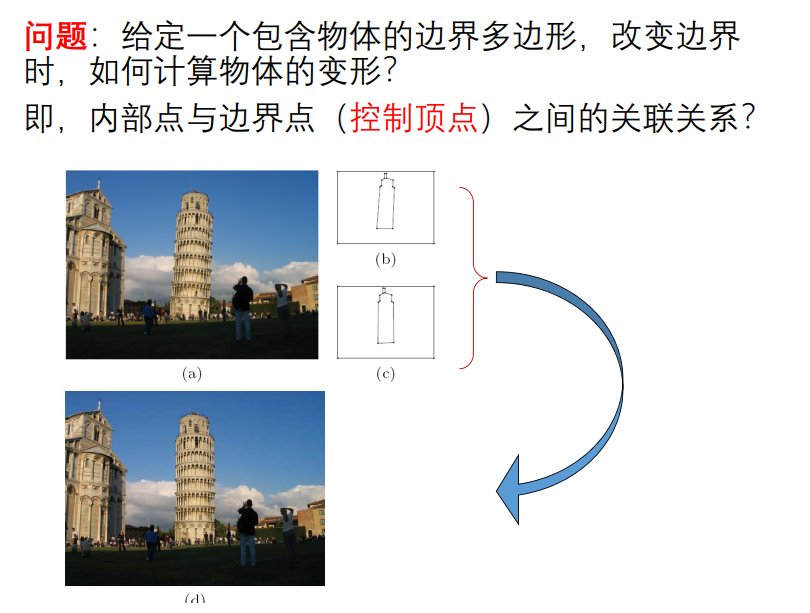 问题：给定一个包含物体的边界多边形，改变边界
时，如何计算物体的变形？
即，内部点与边界点（控制顶点）之间的关联关系？
(b)
(c)
(a)
(d)